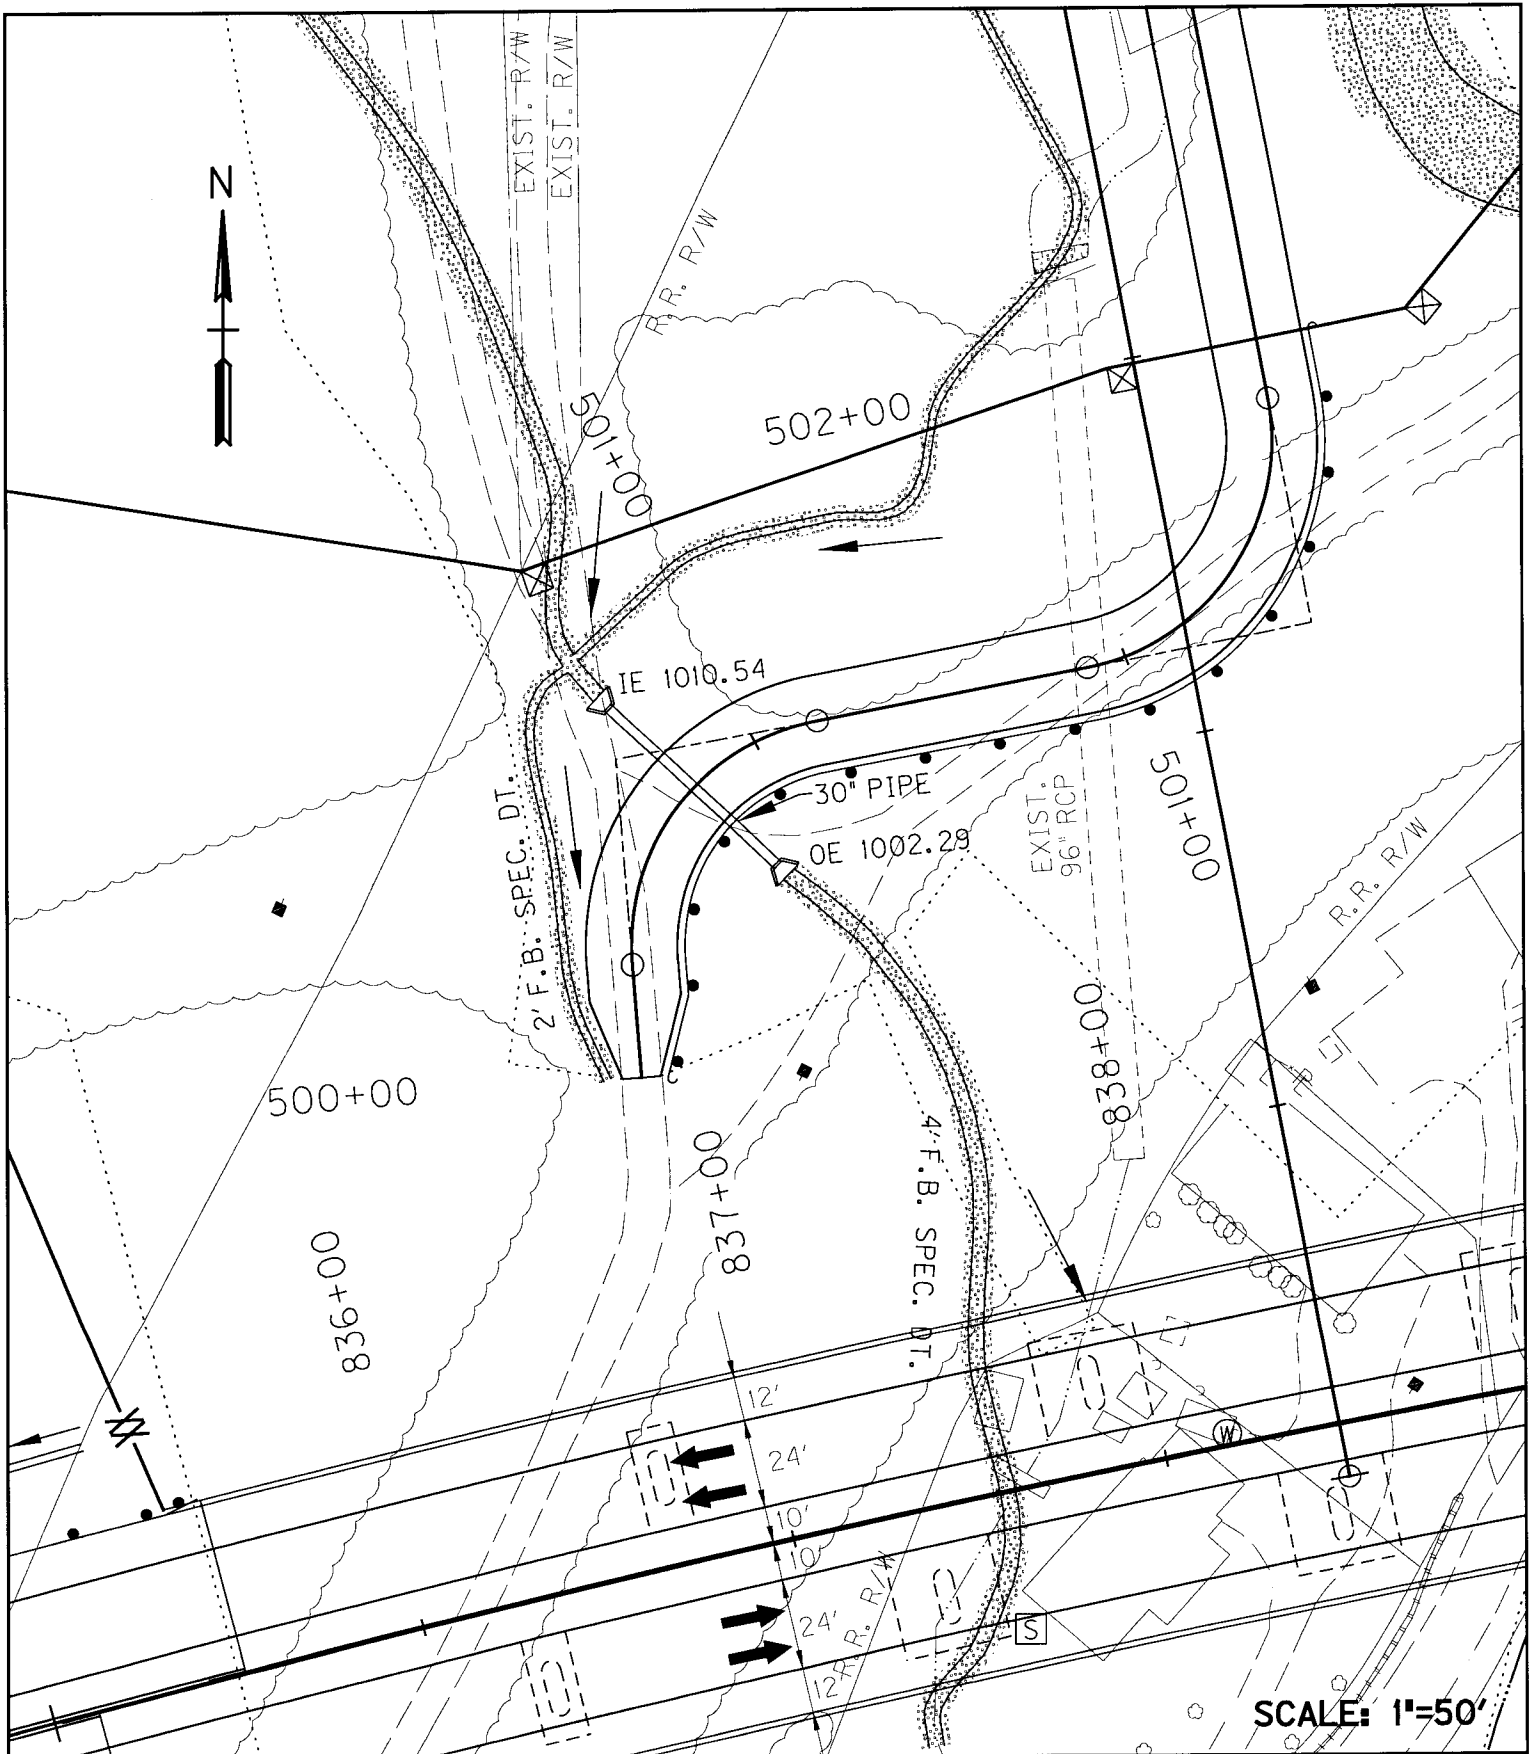 EXIST. R/W
EXIST. R/W
N
R.R. R/W
501+00
502+00
IE 1010.54
2' F.B. SPEC. DT.
30" PIPE
OE 1002.29
EXIST.
96" RCP
501+00
R.R. R/W
500+00
838+00
837+00
4' F.B. SPEC. DT.
836+00
12'
24'
10'
10'
24'
12'
R.R. R/W
W
S
SCALE: 1"=50'